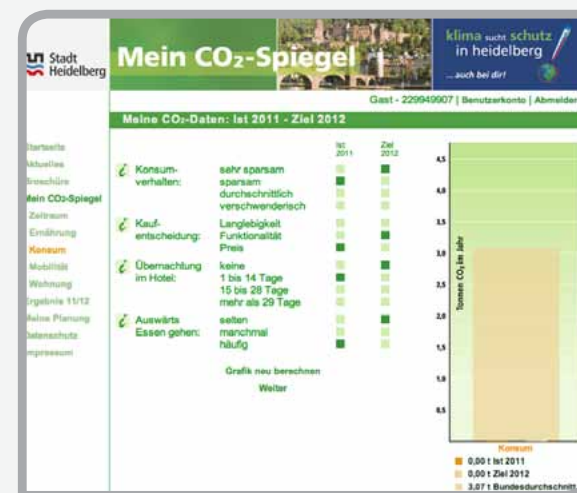 Stadt
Heidelberg
Mein CO₂-Spiegel
klima sucht schutz
in heidelberg
...auch bei dir!
Gast - 229949907 | Benutzerkonto | Abmelden
Meine CO₂-Daten: Ist 2011 - Ziel 2012
Startseite
Aktuelles
Broschüre
Mein CO₂-Spiegel
Zeitraum
Ernährung
Konsum
Mobilität
Wohnung
Ergebnis 11/12
Meine Planung
Datenschutz
Impressum
Ist Ziel
2011 2012
i Konsum- sehr sparsam
verhalten: sparsam
durchschnittlich
verschwenderisch
i Kauf- Langlebigkeit
entscheidung: Funktionalität
Preis
i Übernachtung keine
im Hotel: 1 bis 14 Tage
15 bis 28 Tage
mehr als 29 Tage
i Auswärts selten
Essen gehen: manchmal
häufig
Grafik neu berechnen
Weiter
Tonnen CO₂ im Jahr
4,5
4,0
3,5
3,0
2,5
2,0
1,5
1,0
0,5
Konsum
0,00 t Ist 2011
0,00 t Ziel 2012
3,07 t Bundesdurchschnitt